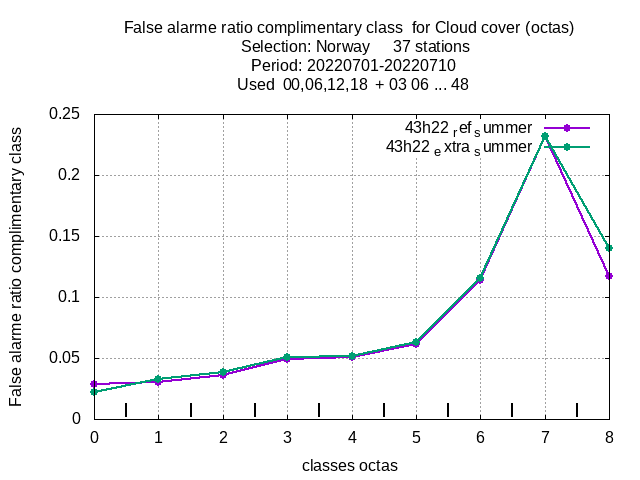 False alarme ratio complimentary class  for Cloud cover (octas)
Selection: Norway     37 stations
Period: 20220701-20220710
Used  00,06,12,18  + 03 06 ... 48
43h22 ref summer
43h22 extra summer
False alarme ratio complimentary class
0.25
0.2
0.15
0.1
0.05
0
0 1 2 3 4 5 6 7 8
classes octas